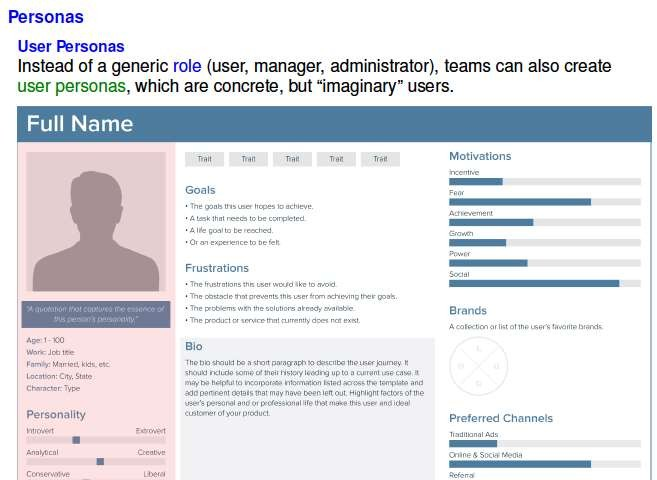 Personas
User Personas
Instead of a generic role (user, manager, administrator), teams can also create
user personas, which are concrete, but “imaginary” users.
Full Name
"A quotation that captures the essence of
this person's personality."
Age: 1 - 100
Work: Job title
Family: Married, kids, etc.
Location: City, State
Character: Type
Personality
Introvert Extrovert
Analytical Creative
Conservative Liberal
Trait Trait Trait Trait Trait
Goals
• The goals this user hopes to achieve.
• A task that needs to be completed.
• A life goal to be reached.
• Or an experience to be felt.
Frustrations
• The frustrations this user would like to avoid.
• The obstacle that prevents this user from achieving their goals.
• The problems with the solutions already available.
• The product or service that currently does not exist.
Bio
The bio should be a short paragraph to describe the user journey. It
should include some of their history leading up to a current use case. It
may be helpful to incorporate information listed across the template and
add pertinent details that may have been left out. Highlight factors of the
user's personal and or professional life that make this user and ideal
customer of your product.
Motivations
Incentive
Fear
Achievement
Growth
Power
Social
Brands
A collection or list of the user's favorite brands.
L
O O
G
Preferred Channels
Traditional Ads
Online & Social Media
Referral